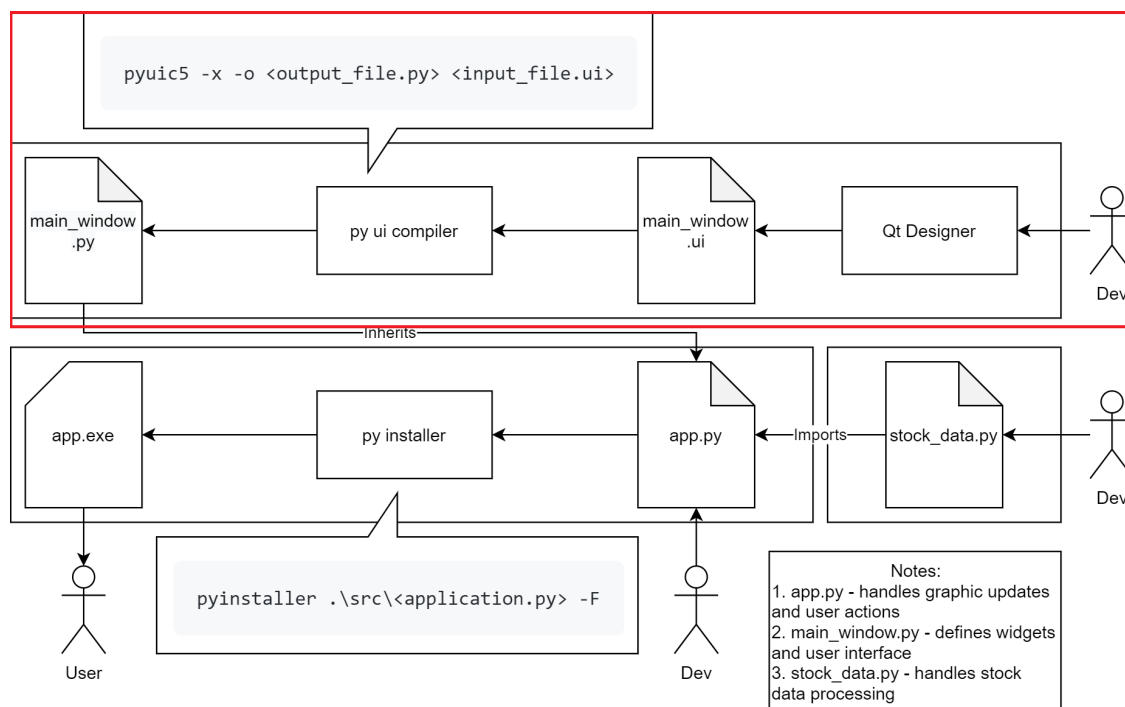 pyuic5 -x -o <output_file.py> <input_file.ui>
main_window
.py
py ui compiler
main_window
.ui
Qt Designer
Dev
Inherits
app.exe
py installer
app.py
Imports
stock_data.py
Dev
pyinstaller .\src\<application.py> -F
User
Dev
Notes:
1. app.py - handles graphic updates
and user actions
2. main_window.py - defines widgets
and user interface
3. stock_data.py - handles stock
data processing